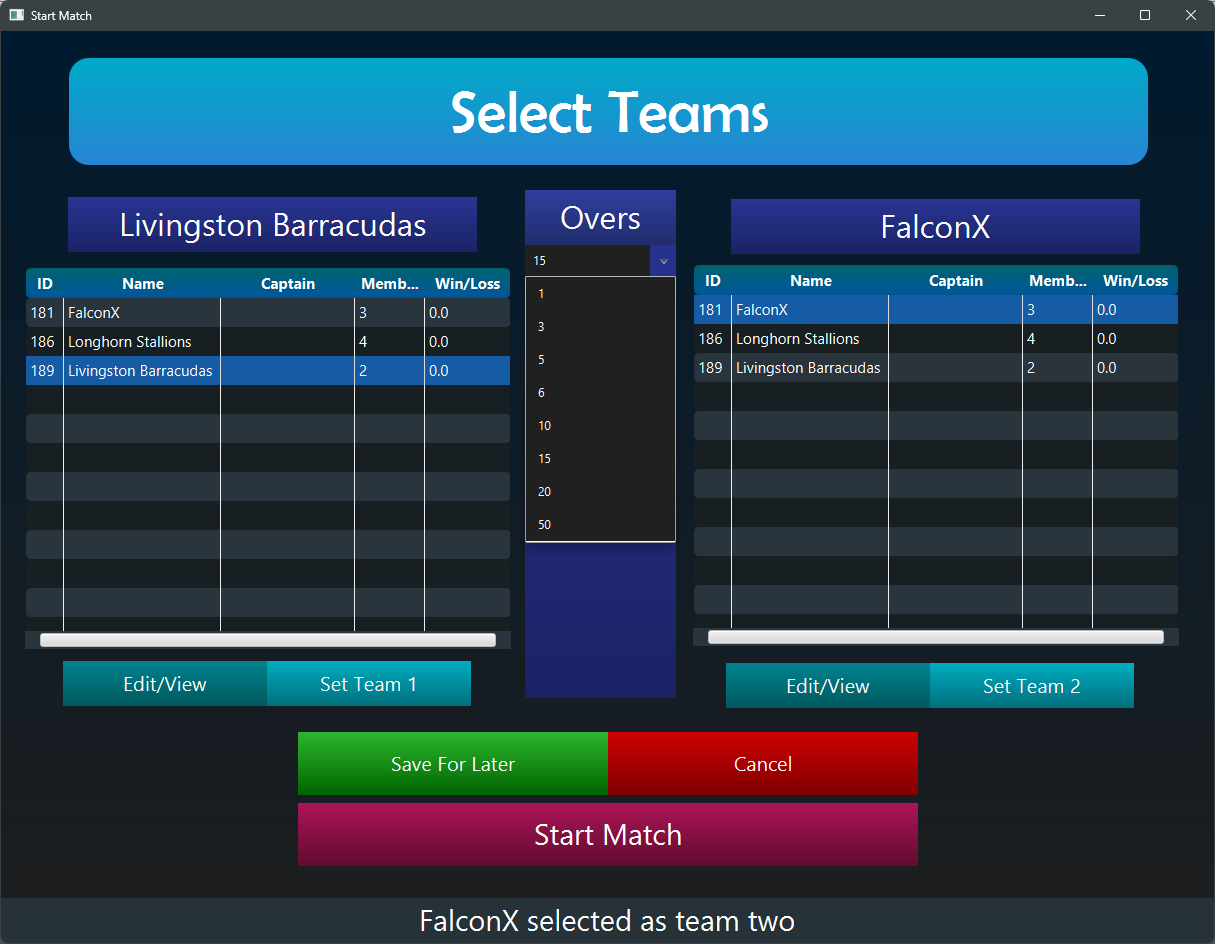 Start Match
Select Teams
Livingston Barracudas
ID Name Captain Memb... Win/Loss
181 FalconX 3 0.0
186 Longhorn Stallions 4 0.0
189 Livingston Barracudas 2 0.0
Edit/View Set Team 1
Overs
15
1
3
5
6
10
15
20
50
FalconX
ID Name Captain Memb... Win/Loss
181 FalconX 3 0.0
186 Longhorn Stallions 4 0.0
189 Livingston Barracudas 2 0.0
Edit/View Set Team 2
Save For Later Cancel
Start Match
FalconX selected as team two